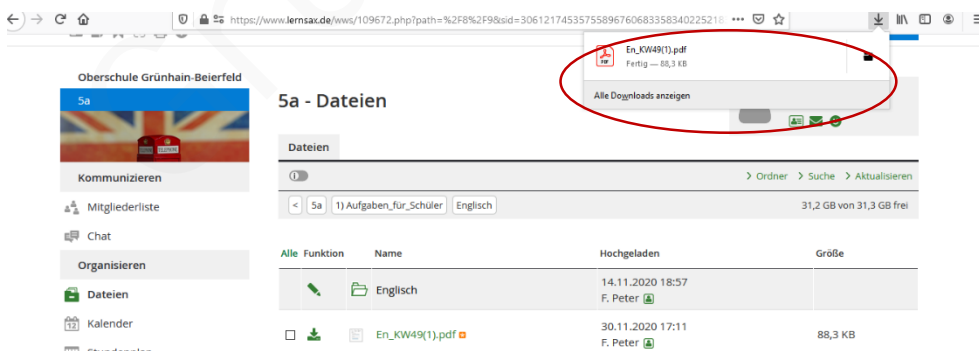 https://www.lernsax.de/wws/109672.php?path=%2F8%2F9&sid=306121745357558967606833583402252182
En_KW49(1).pdf
Fertig — 88,3 KB
Alle Downloads anzeigen
Oberschule Grünhain-Beierfeld
5a
5a - Dateien
Dateien
Kommunizieren
Ordner Suche Aktualisieren
Mitgliederliste
< 5a 1) Aufgaben_für_Schüler Englisch
31,2 GB von 31,3 GB frei
Chat
Organisieren
Alle Funktion Name Hochgeladen Größe
Dateien
Englisch
14.11.2020 18:57
F. Peter
Kalender
12
En_KW49(1).pdf
30.11.2020 17:11
F. Peter
88,3 KB